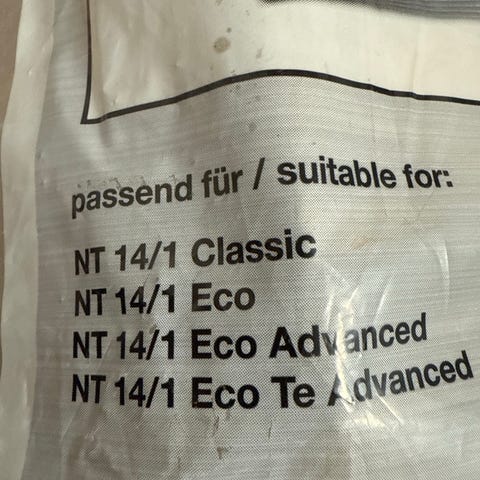 passend für / suitable for:
NT 14/1 Classic
NT 14/1 Eco
NT 14/1 Eco Advanced
NT 14/1 Eco Te Advanced